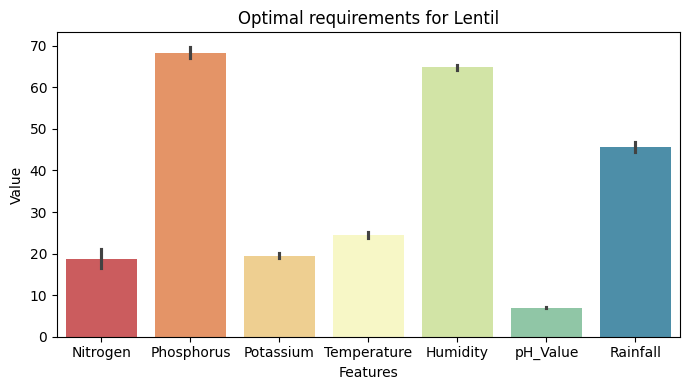 Optimal requirements for Lentil
Value
70
60
50
40
30
20
10
0
Nitrogen Phosphorus Potassium Temperature Humidity pH_Value Rainfall
Features